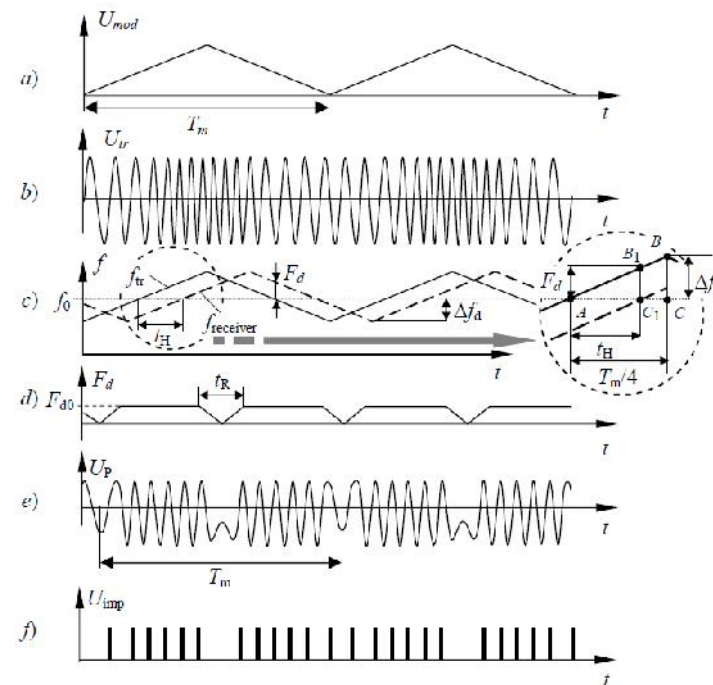 U_mod
a)
t
T_m
U_tr
b)
t
f
f_tr
F_d
c)
f_0
t_H
f_receiver
Δf_d
t
F_d
A
B_1
B
C_1
C
Δf
t_H
T_m/4
d)
F_d
t_R
F_d0
t
e)
U_P
t
T_m
U_imp
f)
t